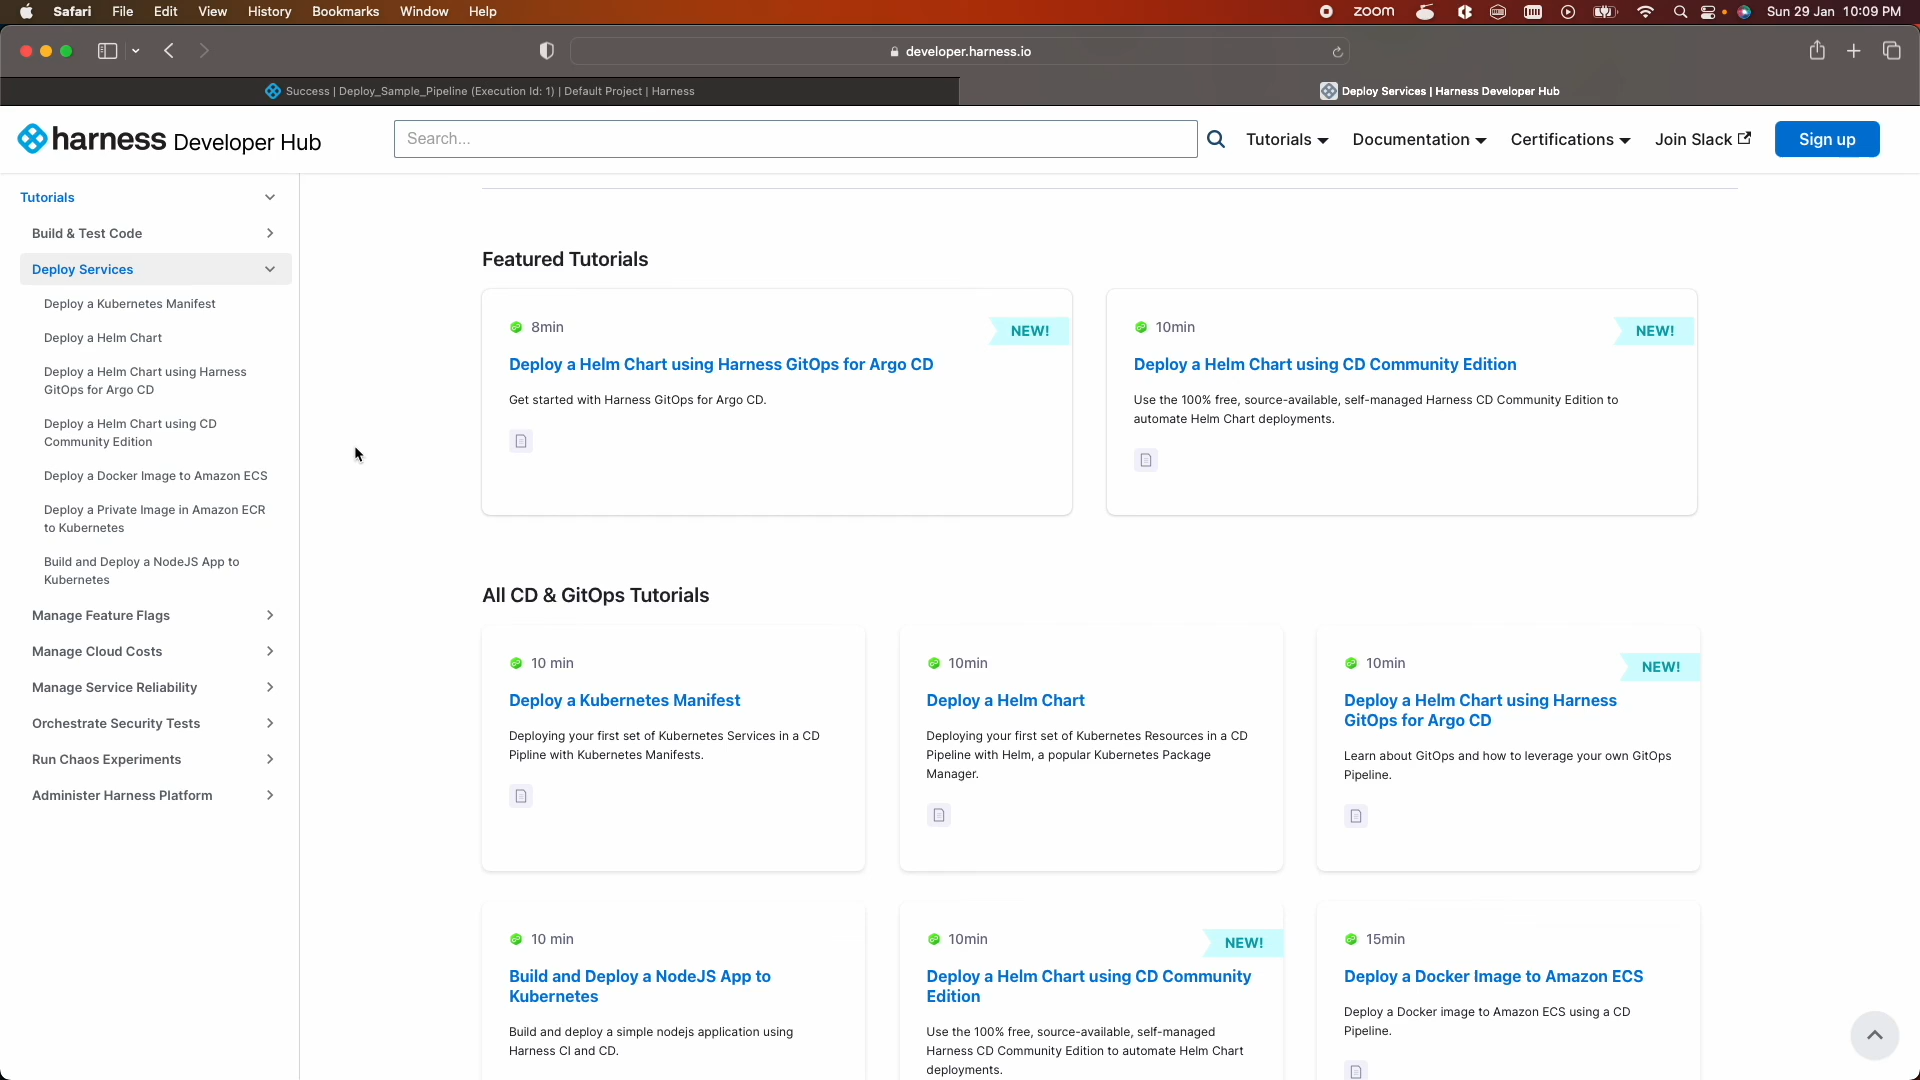 Safari File Edit View History Bookmarks Window Help
zoom
Sun 29 Jan 10:09 PM
developer.harness.io
Success | Deploy_Sample_Pipeline (Execution Id: 1) | Default Project | Harness
Deploy Services | Harness Developer Hub
harness Developer Hub
Search...
Tutorials
Documentation
Certifications
Join Slack
Sign up
Tutorials
Build & Test Code
Deploy Services
Deploy a Kubernetes Manifest
Deploy a Helm Chart
Deploy a Helm Chart using Harness
GitOps for Argo CD
Deploy a Helm Chart using CD
Community Edition
Deploy a Docker Image to Amazon ECS
Deploy a Private Image in Amazon ECR
to Kubernetes
Build and Deploy a NodeJS App to
Kubernetes
Manage Feature Flags
Manage Cloud Costs
Manage Service Reliability
Orchestrate Security Tests
Run Chaos Experiments
Administer Harness Platform
Featured Tutorials
8min
NEW!
Deploy a Helm Chart using Harness GitOps for Argo CD
Get started with Harness GitOps for Argo CD.
10min
NEW!
Deploy a Helm Chart using CD Community Edition
Use the 100% free, source-available, self-managed Harness CD Community Edition to
automate Helm Chart deployments.
All CD & GitOps Tutorials
10 min
Deploy a Kubernetes Manifest
Deploying your first set of Kubernetes Services in a CD
Pipline with Kubernetes Manifests.
10min
Deploy a Helm Chart
Deploying your first set of Kubernetes Resources in a CD
Pipeline with Helm, a popular Kubernetes Package
Manager.
10min
NEW!
Deploy a Helm Chart using Harness
GitOps for Argo CD
Learn about GitOps and how to leverage your own GitOps
Pipeline.
10 min
Build and Deploy a NodeJS App to
Kubernetes
Build and deploy a simple nodejs application using
Harness CI and CD.
10min
NEW!
Deploy a Helm Chart using CD Community
Edition
Use the 100% free, source-available, self-managed
Harness CD Community Edition to automate Helm Chart
deployments.
15min
Deploy a Docker Image to Amazon ECS
Deploy a Docker image to Amazon ECS using a CD
Pipeline.